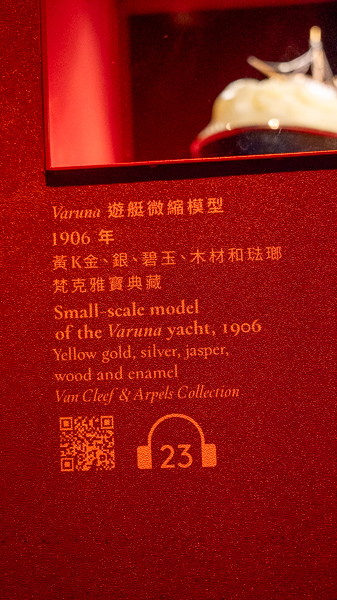 Varuna 遊艇微縮模型
1906 年
黃K金、銀、碧玉、木材和琺瑯
梵克雅寶典藏
Small-scale model
of the Varuna yacht, 1906
Yellow gold, silver, jasper,
wood and enamel
Van Cleef & Arpels Collection
23